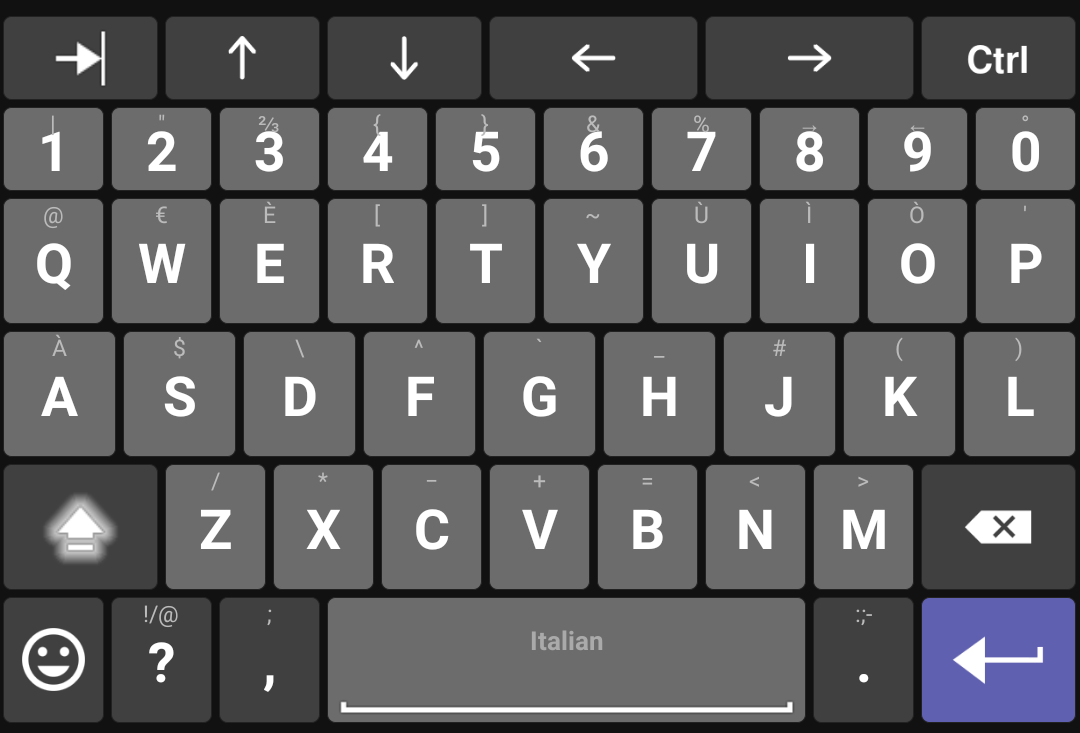 ↑ ↓ ← → Ctrl
| " ⅔ { } & % → ← °
1 2 3 4 5 6 7 8 9 0
@ € È [ ] ~ Ù Ì Ò '
Q W E R T Y U I O P
À $ \ ^ ` _ # ( )
A S D F G H J K L
/ * − + = < >
Z X C V B N M
!/@ ; :;-
? , Italian .